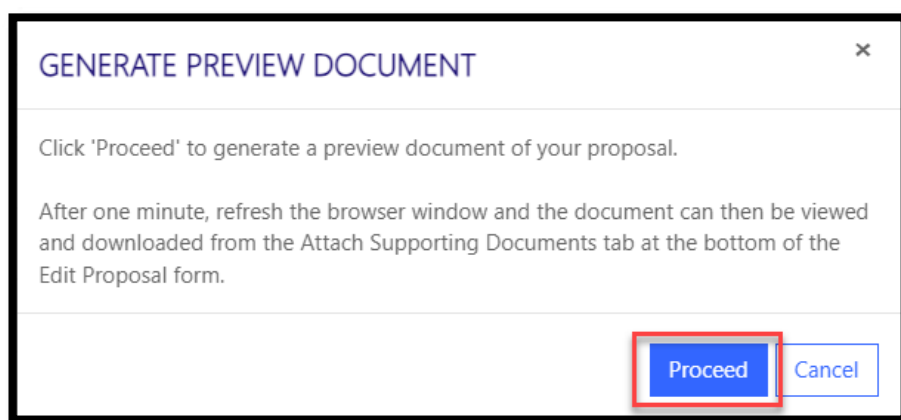 GENERATE PREVIEW DOCUMENT
×
Click 'Proceed' to generate a preview document of your proposal.
After one minute, refresh the browser window and the document can then be viewed
and downloaded from the Attach Supporting Documents tab at the bottom of the
Edit Proposal form.
Proceed
Cancel